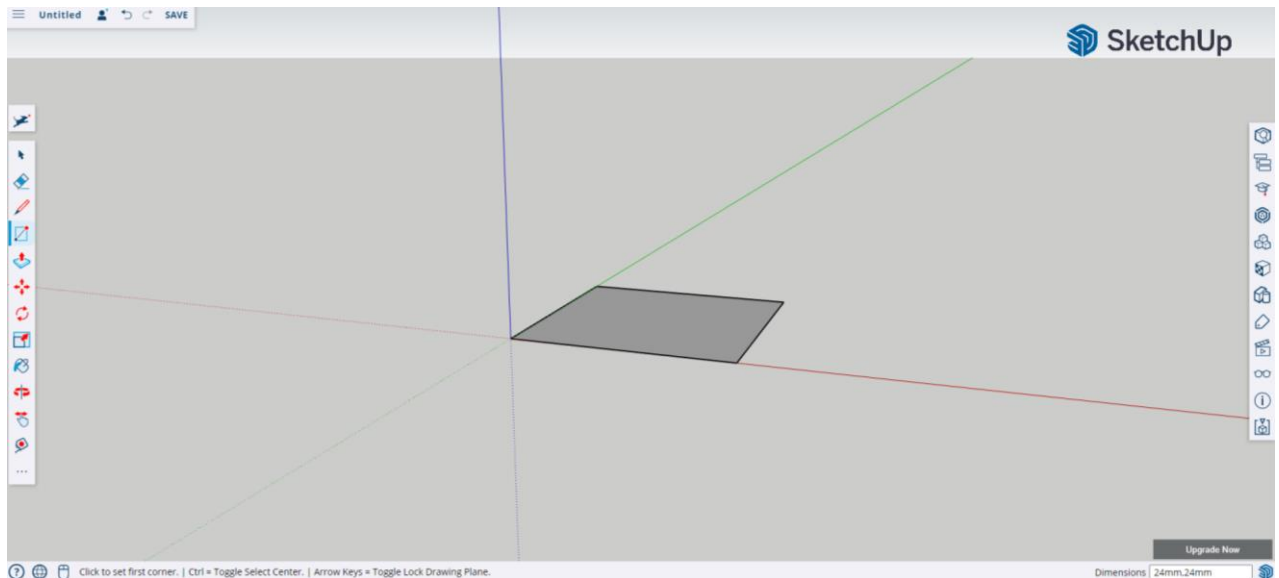 Untitled SAVE
SketchUp
Upgrade Now
Click to set first corner. | Ctrl = Toggle Select Center. | Arrow Keys = Toggle Lock Drawing Plane.
Dimensions 24mm,24mm